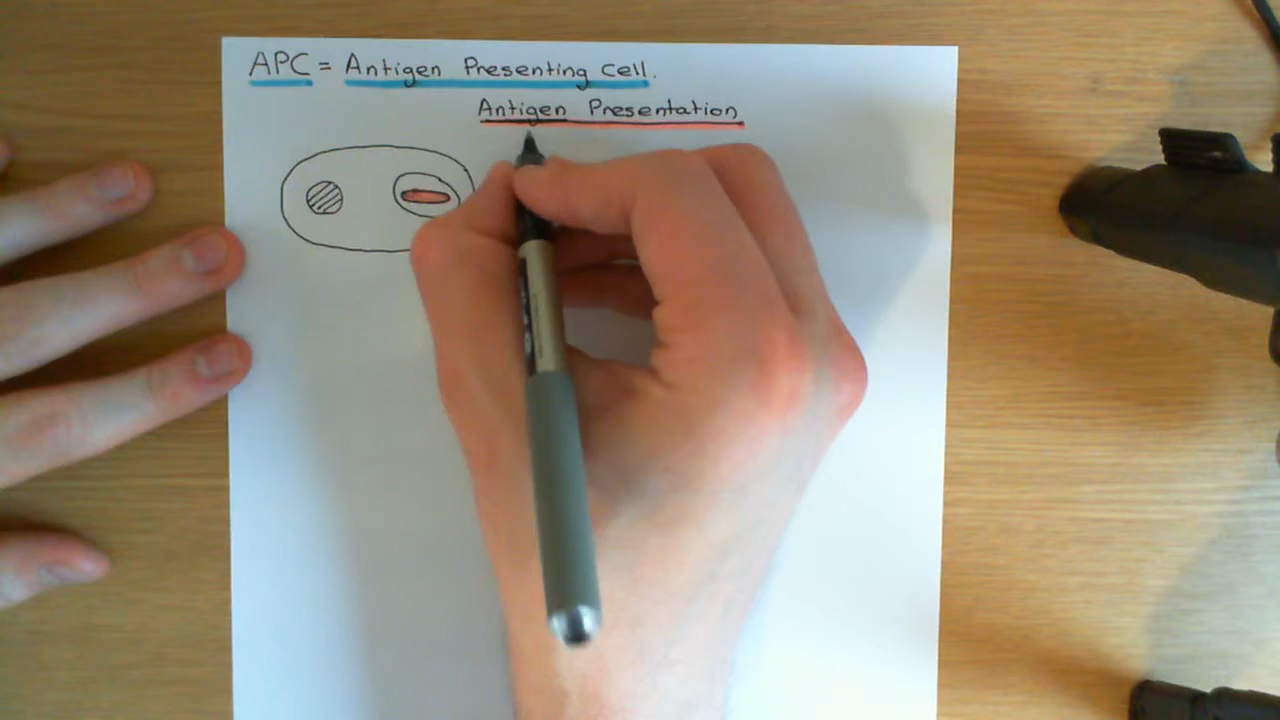 APC = Antigen Presenting Cell.
Antigen Presentation